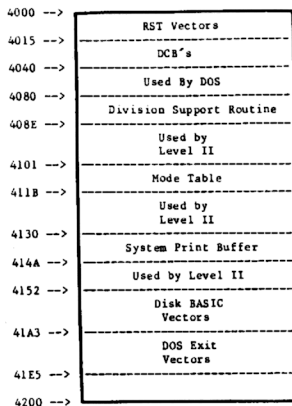 4000 -->
RST Vectors
4015 -->
DCB's
4040 -->
Used By DOS
4080 -->
Division Support Routine
408E -->
Used by
Level II
4101 -->
Mode Table
411B -->
Used by
Level II
4130 -->
System Print Buffer
414A -->
Used by Level II
4152 -->
Disk BASIC
Vectors
41A3 -->
DOS Exit
Vectors
41E5 -->
4200 -->